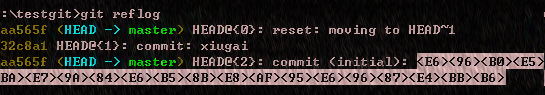 :\testgit>git reflog
aa565f (HEAD -> master) HEAD@{0}: reset: moving to HEAD~1
32c8a1 HEAD@{1}: commit: xiugai
aa565f (HEAD -> master) HEAD@{2}: commit (initial): <E6><96><B0><E5>
BA><E7><9A><84><E6><B5><8B><E8><AF><95><E6><96><87><E4><BB><B6>